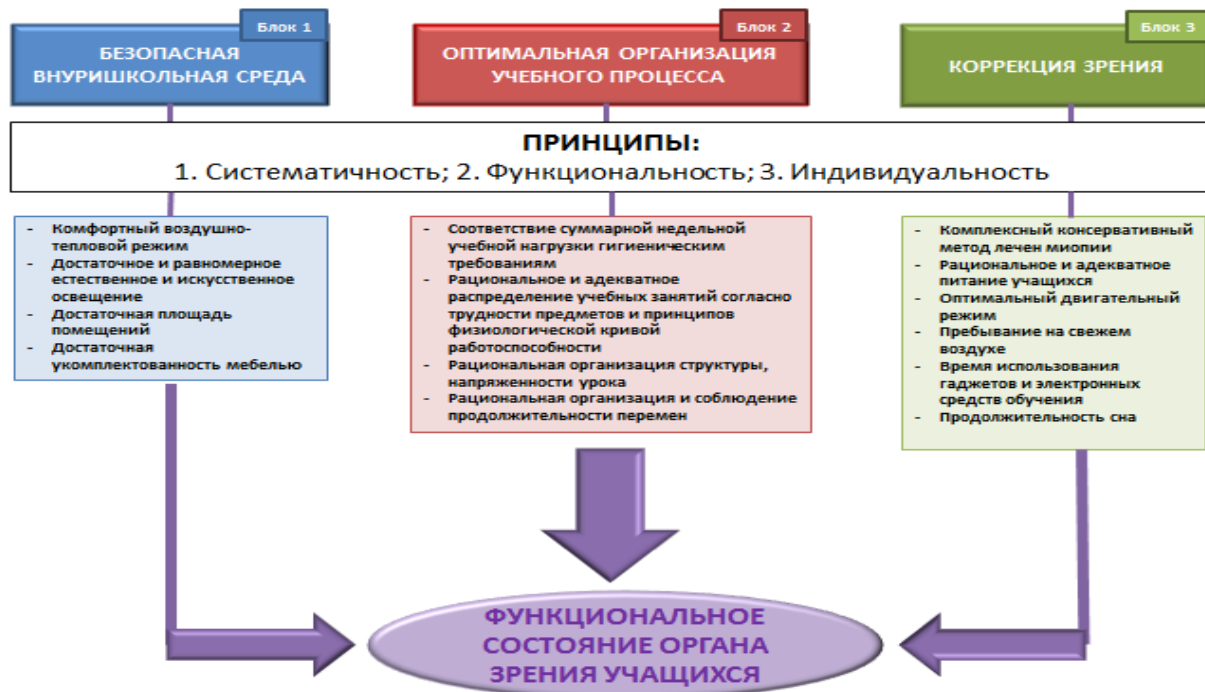 Блок 1
БЕЗОПАСНАЯ
ВНУРИШКОЛЬНАЯ СРЕДА
Блок 2
ОПТИМАЛЬНАЯ ОРГАНИЗАЦИЯ
УЧЕБНОГО ПРОЦЕССА
Блок 3
КОРРЕКЦИЯ ЗРЕНИЯ
ПРИНЦИПЫ:
1. Систематичность; 2. Функциональность; 3. Индивидуальность
- Комфортный воздушно-
тепловой режим
- Достаточное и равномерное
естественное и искусственное
освещение
- Достаточная площадь
помещений
- Достаточная
укомплектованность мебелью
- Соответствие суммарной недельной
учебной нагрузки гигиеническим
требованиям
- Рациональное и адекватное
распределение учебных занятий согласно
трудности предметов и принципов
физиологической кривой
работоспособности
- Рациональная организация структуры,
напряженности урока
- Рациональная организация и соблюдение
продолжительности перемен
- Комплексный консервативный
метод лечен миопии
- Рациональное и адекватное
питание учащихся
- Оптимальный двигательный
режим
- Пребывание на свежем
воздухе
- Время использования
гаджетов и электронных
средств обучения
- Продолжительность сна
ФУНКЦИОНАЛЬНОЕ
СОСТОЯНИЕ ОРГАНА
ЗРЕНИЯ УЧАЩИХСЯ